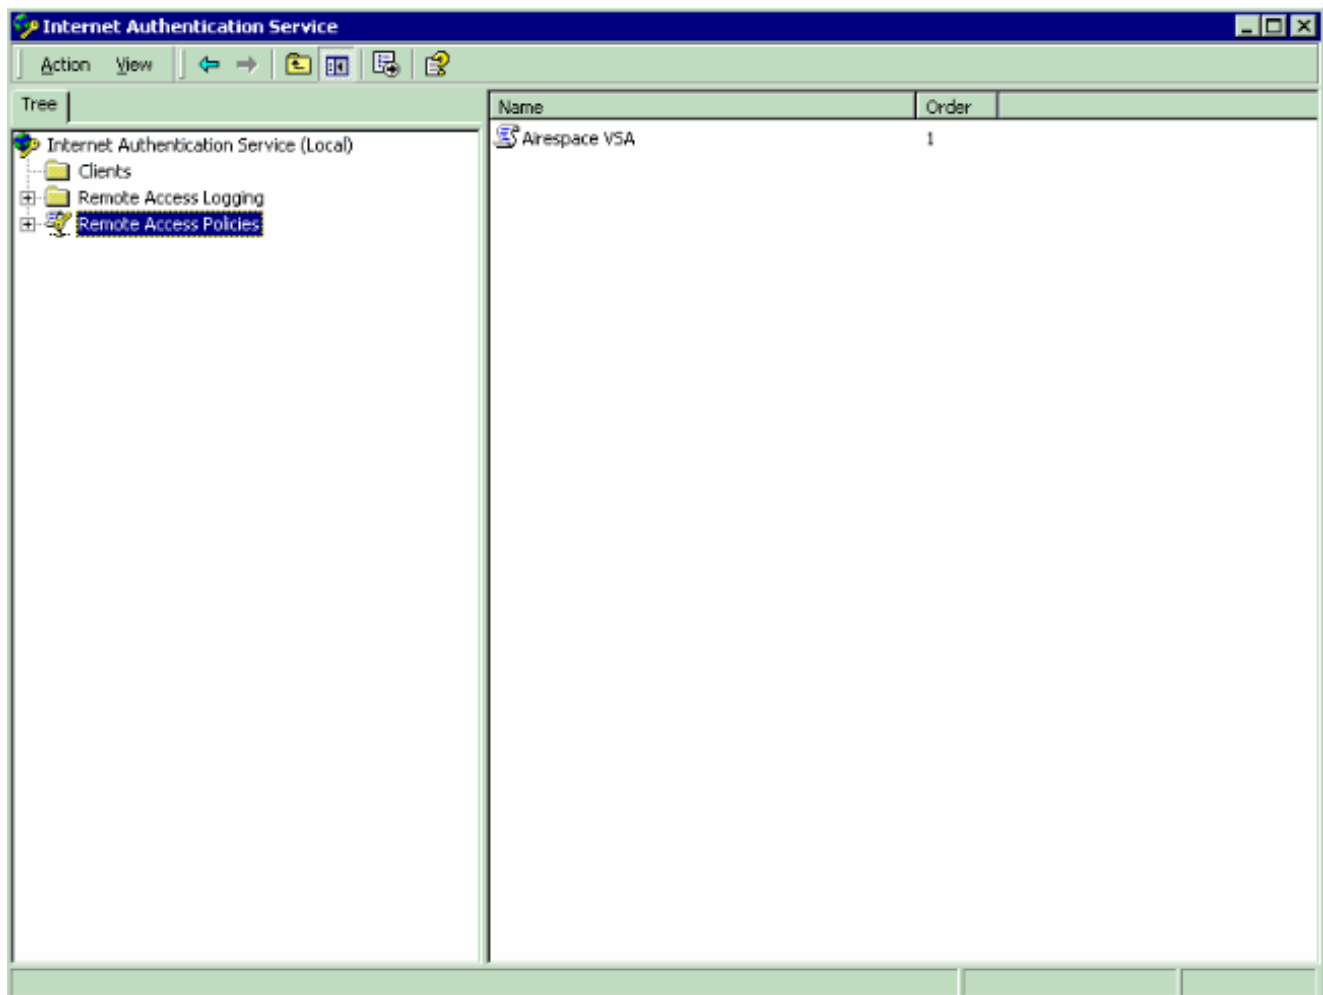 Internet Authentication Service
Action View
Tree
Name Order
Internet Authentication Service (Local)
Clients
Remote Access Logging
Remote Access Policies
Airespace VSA 1